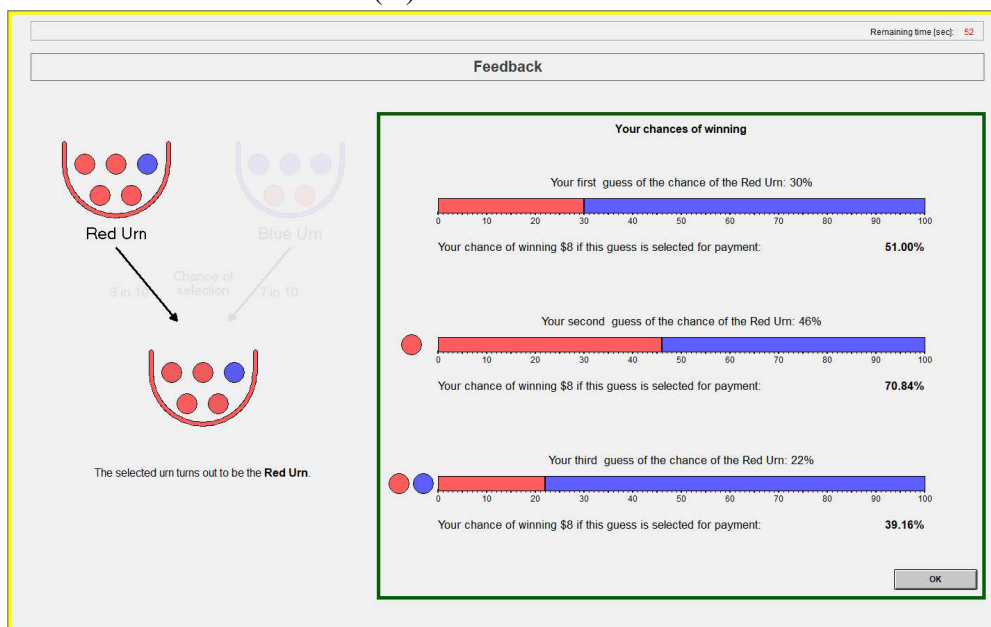 Remaining time [sec]: 52
Feedback
Red Urn
Blue Urn
Chance of
3 in 10 selection 7 in 10
The selected urn turns out to be the Red Urn.
Your chances of winning
Your first guess of the chance of the Red Urn: 30%
0 10 20 30 40 50 60 70 80 90 100
Your chance of winning $8 if this guess is selected for payment: 51.00%
Your second guess of the chance of the Red Urn: 46%
0 10 20 30 40 50 60 70 80 90 100
Your chance of winning $8 if this guess is selected for payment: 70.84%
Your third guess of the chance of the Red Urn: 22%
0 10 20 30 40 50 60 70 80 90 100
Your chance of winning $8 if this guess is selected for payment: 39.16%
OK